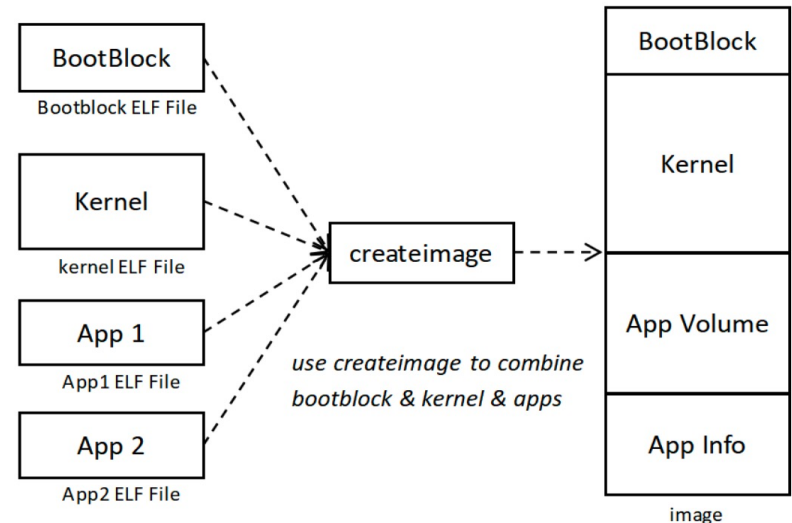 BootBlock
Bootblock ELF File
Kernel
kernel ELF File
App 1
App1 ELF File
App 2
App2 ELF File
createimage
use createimage to combine
bootblock & kernel & apps
BootBlock
Kernel
App Volume
App Info
image